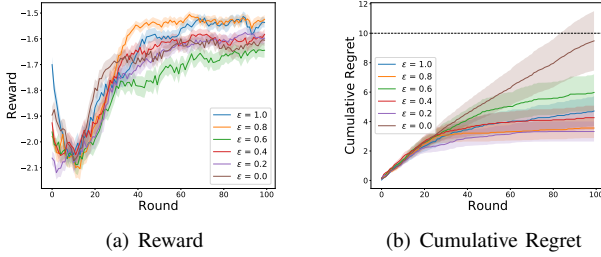 −1.5
−1.6
−1.7
−1.8
−1.9
−2.0
−2.1
Reward
0 20 40 60 80 100
Round
ε = 1.0
ε = 0.8
ε = 0.6
ε = 0.4
ε = 0.2
ε = 0.0
(a) Reward
12
10
8
6
4
2
0
Cumulative Regret
0 20 40 60 80 100
Round
ε = 1.0
ε = 0.8
ε = 0.6
ε = 0.4
ε = 0.2
ε = 0.0
(b) Cumulative Regret